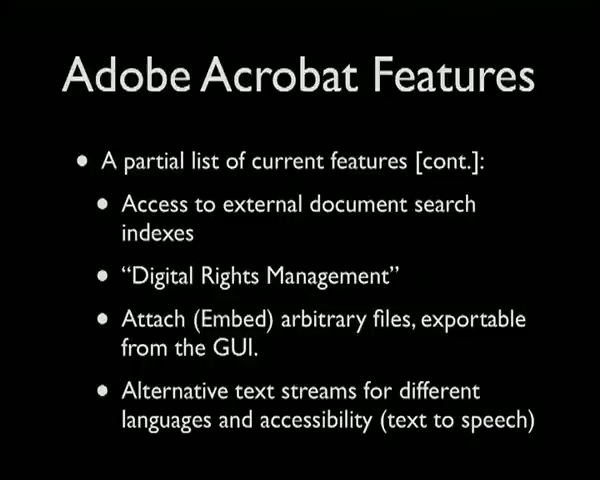 Adobe Acrobat Features
• A partial list of current features [cont.]:
• Access to external document search
indexes
• “Digital Rights Management”
• Attach (Embed) arbitrary files, exportable
from the GUI.
• Alternative text streams for different
languages and accessibility (text to speech)